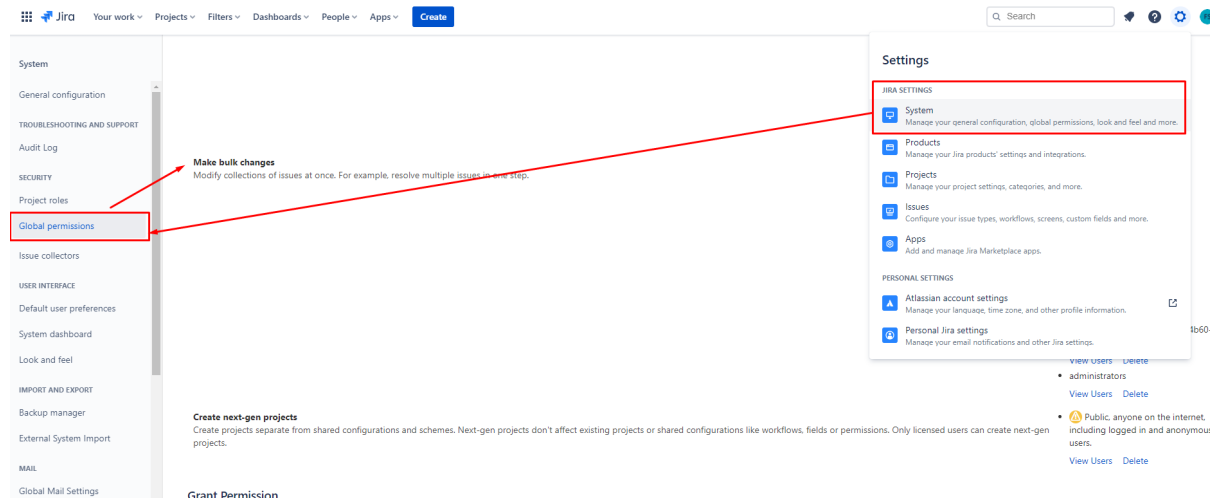 Jira
Your work
Projects
Filters
Dashboards
People
Apps
Create
Search
System
General configuration
TROUBLESHOOTING AND SUPPORT
Audit Log
SECURITY
Project roles
Global permissions
Issue collectors
USER INTERFACE
Default user preferences
System dashboard
Look and feel
IMPORT AND EXPORT
Backup manager
External System Import
MAIL
Global Mail Settings
Make bulk changes
Modify collections of issues at once. For example, resolve multiple issues in one step.
Create next-gen projects
Create projects separate from shared configurations and schemes. Next-gen projects don't affect existing projects or shared configurations like workflows, fields or permissions. Only licensed users can create next-gen
projects.
Grant Permission
Settings
JIRA SETTINGS
System
Manage your general configuration, global permissions, look and feel and more.
Products
Manage your Jira products' settings and integrations.
Projects
Manage your project settings, categories, and more.
Issues
Configure your issue types, workflows, screens, custom fields and more.
Apps
Add and manage Jira Marketplace apps.
PERSONAL SETTINGS
Atlassian account settings
Manage your language, time zone, and other profile information.
Personal Jira settings
Manage your email notifications and other Jira settings.
4b60-
View Users Delete
• administrators
View Users Delete
• Public, anyone on the internet,
including logged in and anonymous
users.
View Users Delete